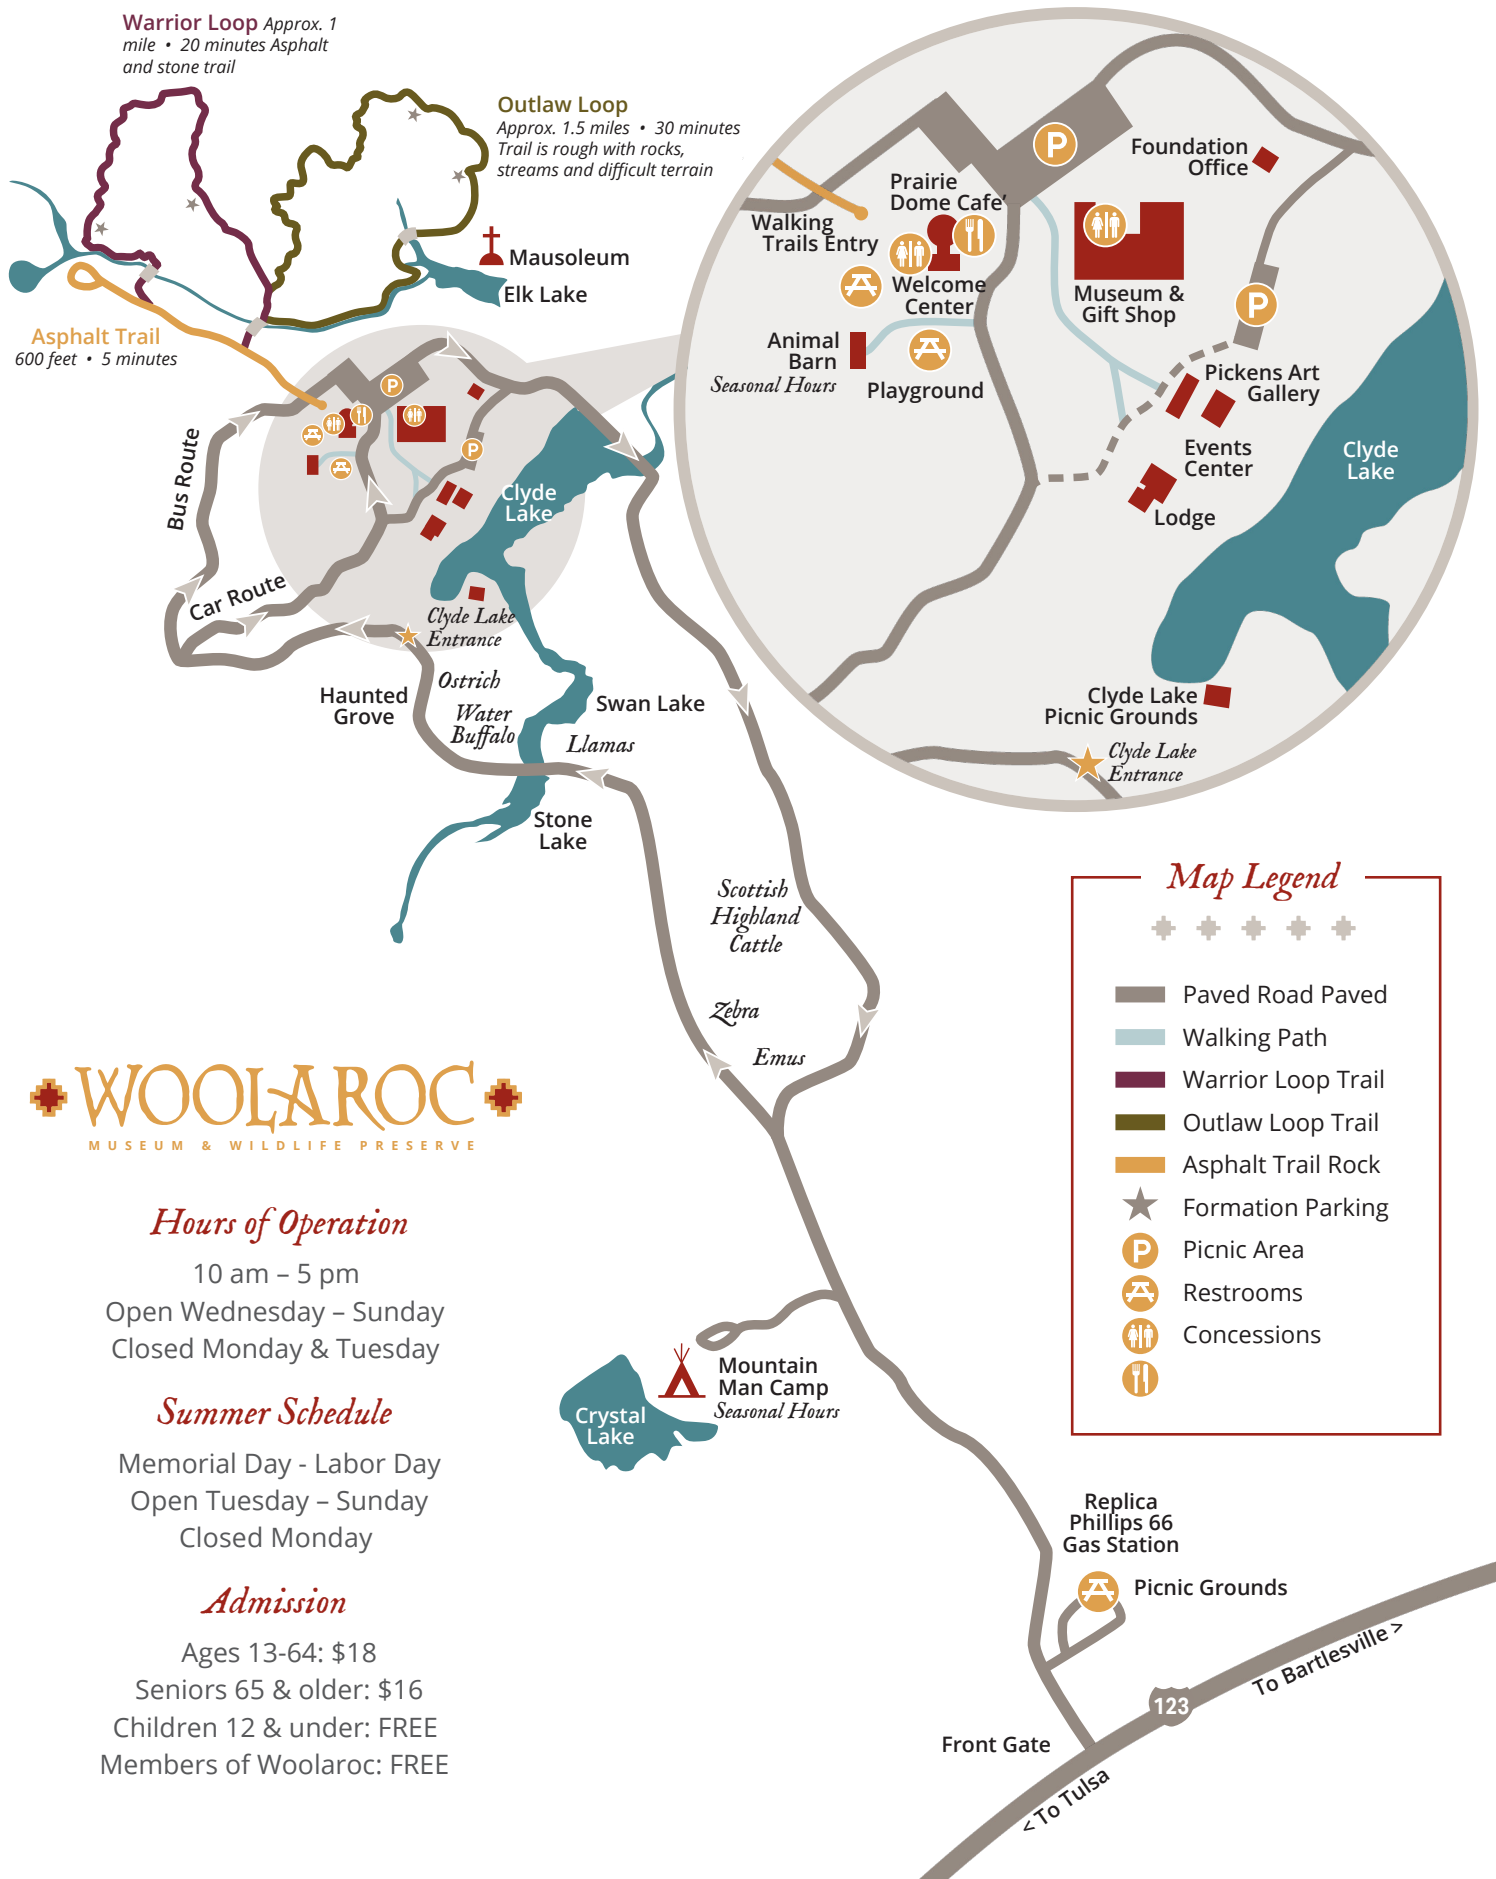 Warrior Loop Approx. 1
mile • 20 minutes Asphalt
and stone trail
Outlaw Loop
Approx. 1.5 miles • 30 minutes
Trail is rough with rocks,
streams and difficult terrain
Mausoleum
Elk Lake
Asphalt Trail
600 feet • 5 minutes
Bus Route
Car Route
P
P
Clyde
Lake
Clyde Lake
Entrance
Haunted
Grove
Ostrich
Water
Buffalo
Swan Lake
Llamas
Stone
Lake
Scottish
Highland
Cattle
Zebra
Emus
P
Foundation
Office
Prairie
Dome Cafe'
Walking
Trails Entry
Welcome
Center
Museum &
Gift Shop
P
Animal
Barn
Seasonal Hours
Playground
Pickens Art
Gallery
Events
Center
Lodge
Clyde
Lake
Clyde Lake
Picnic Grounds
Clyde Lake
Entrance
Map Legend
Paved Road Paved
Walking Path
Warrior Loop Trail
Outlaw Loop Trail
Asphalt Trail Rock
Formation Parking
P Picnic Area
Restrooms
Concessions
WOOLAROC
MUSEUM & WILDLIFE PRESERVE
Hours of Operation
10 am – 5 pm
Open Wednesday – Sunday
Closed Monday & Tuesday
Summer Schedule
Memorial Day - Labor Day
Open Tuesday – Sunday
Closed Monday
Admission
Ages 13-64: $18
Seniors 65 & older: $16
Children 12 & under: FREE
Members of Woolaroc: FREE
Mountain
Man Camp
Seasonal Hours
Crystal
Lake
Replica
Phillips 66
Gas Station
Picnic Grounds
To Bartlesville >
123
Front Gate
< To Tulsa